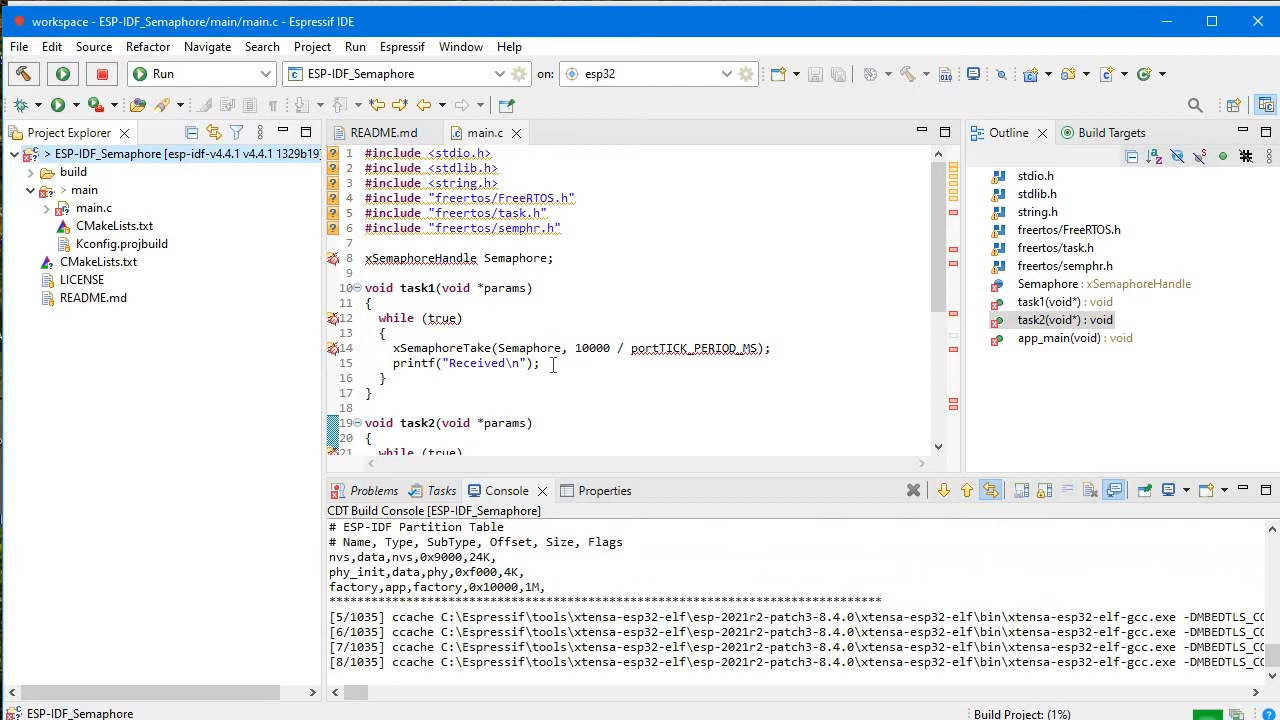 workspace - ESP-IDF_Semaphore/main/main.c - Espressif IDE
File Edit Source Refactor Navigate Search Project Run Espressif Window Help
Run ESP-IDF_Semaphore on: esp32
Project Explorer
> ESP-IDF_Semaphore [esp-idf-v4.4.1 v4.4.1 1329b19]
build
> main
main.c
CMakeLists.txt
Kconfig.projbuild
CMakeLists.txt
LICENSE
README.md
README.md main.c
1 #include <stdio.h>
2 #include <stdlib.h>
3 #include <string.h>
4 #include "freertos/FreeRTOS.h"
5 #include "freertos/task.h"
6 #include "freertos/semphr.h"
7
8 xSemaphoreHandle Semaphore;
9
10 void task1(void *params)
11 {
12 while (true)
13 {
14 xSemaphoreTake(Semaphore, 10000 / portTICK_PERIOD_MS);
15 printf("Received\n");
16 }
17 }
18
19 void task2(void *params)
20 {
21 while (true)
Outline Build Targets
stdio.h
stdlib.h
string.h
freertos/FreeRTOS.h
freertos/task.h
freertos/semphr.h
Semaphore : xSemaphoreHandle
task1(void*) : void
task2(void*) : void
app_main(void) : void
Problems Tasks Console Properties
CDT Build Console [ESP-IDF_Semaphore]
# ESP-IDF Partition Table
# Name, Type, SubType, Offset, Size, Flags
nvs,data,nvs,0x9000,24K,
phy_init,data,phy,0xf000,4K,
factory,app,factory,0x10000,1M,
*******************************************************************************
[5/1035] ccache C:\Espressif\tools\xtensa-esp32-elf\esp-2021r2-patch3-8.4.0\xtensa-esp32-elf\bin\xtensa-esp32-elf-gcc.exe -DMBEDTLS_CO
[6/1035] ccache C:\Espressif\tools\xtensa-esp32-elf\esp-2021r2-patch3-8.4.0\xtensa-esp32-elf\bin\xtensa-esp32-elf-gcc.exe -DMBEDTLS_CO
[7/1035] ccache C:\Espressif\tools\xtensa-esp32-elf\esp-2021r2-patch3-8.4.0\xtensa-esp32-elf\bin\xtensa-esp32-elf-gcc.exe -DMBEDTLS_CO
[8/1035] ccache C:\Espressif\tools\xtensa-esp32-elf\esp-2021r2-patch3-8.4.0\xtensa-esp32-elf\bin\xtensa-esp32-elf-gcc.exe -DMBEDTLS_CO
ESP-IDF_Semaphore
Build Project: (1%)